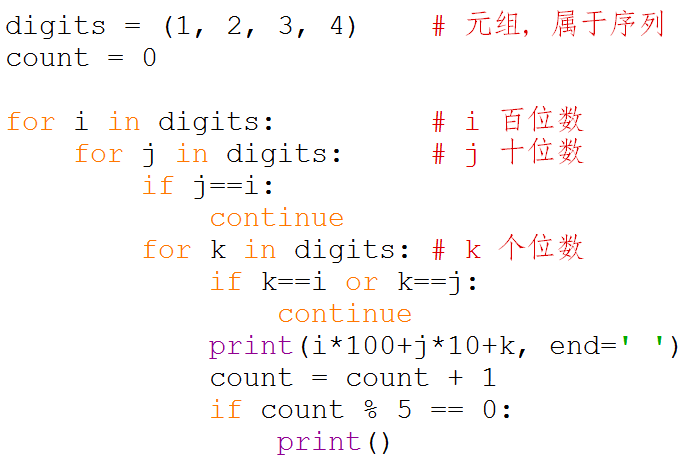 digits = (1, 2, 3, 4)    # 元组, 属于序列
count = 0

for i in digits:         # i 百位数
    for j in digits:     # j 十位数
        if j==i:
            continue
        for k in digits: # k 个位数
            if k==i or k==j:
                continue
            print(i*100+j*10+k, end=' ')
            count = count + 1
            if count % 5 == 0:
                print()